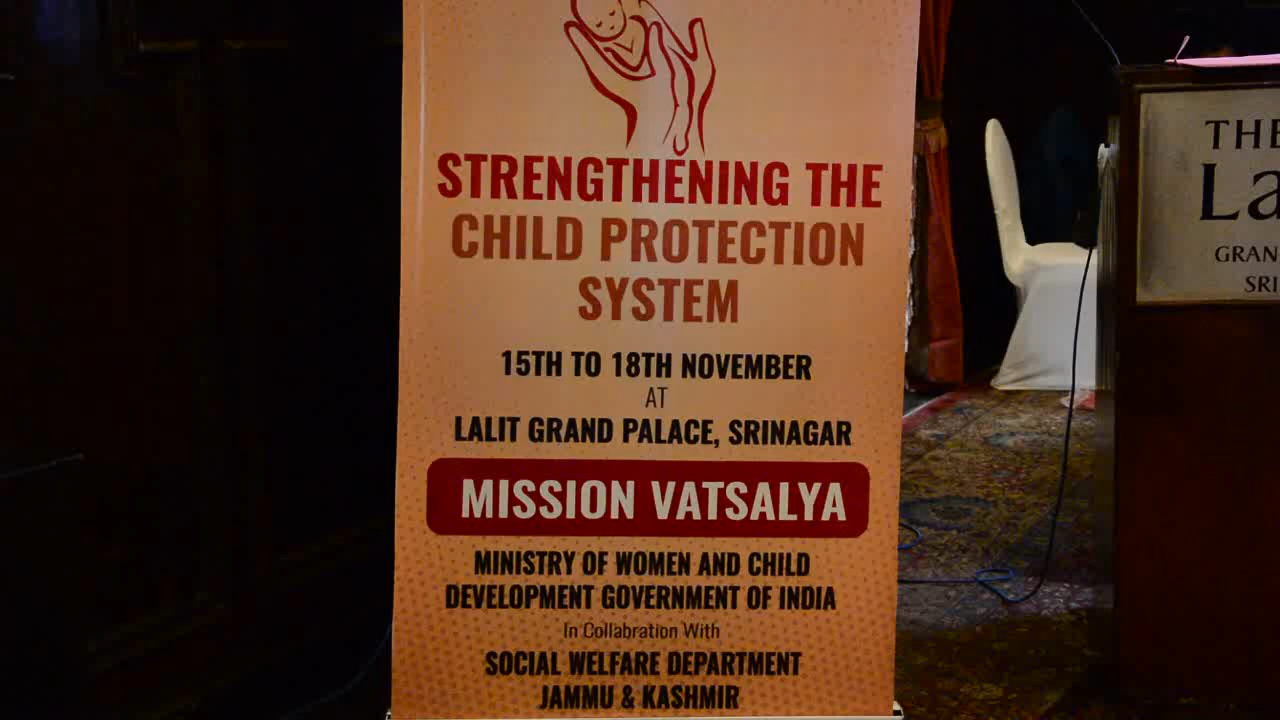 STRENGTHENING THE
CHILD PROTECTION
SYSTEM
15TH TO 18TH NOVEMBER
AT
LALIT GRAND PALACE, SRINAGAR
MISSION VATSALYA
MINISTRY OF WOMEN AND CHILD
DEVELOPMENT GOVERNMENT OF INDIA
In Collabration With
SOCIAL WELFARE DEPARTMENT
JAMMU & KASHMIR
THE
La
GRAN
SRI